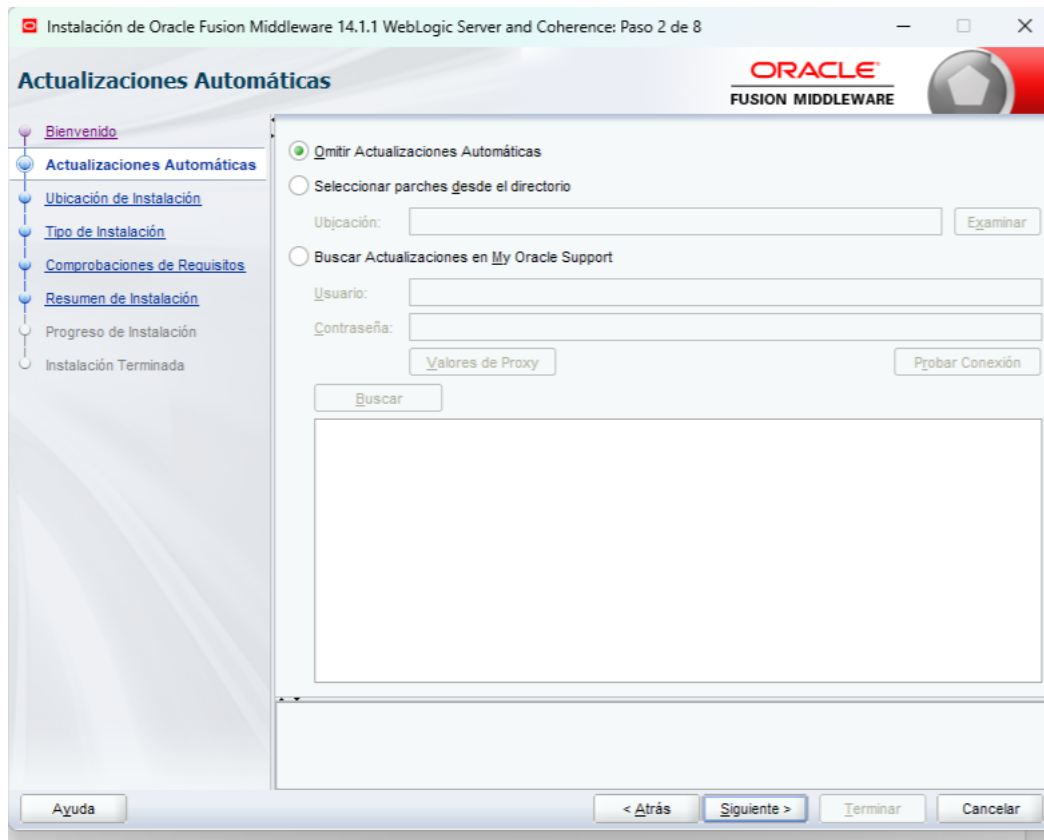 Instalación de Oracle Fusion Middleware 14.1.1 WebLogic Server and Coherence: Paso 2 de 8
Actualizaciones Automáticas
ORACLE
FUSION MIDDLEWARE
Bienvenido
Actualizaciones Automáticas
Ubicación de Instalación
Tipo de Instalación
Comprobaciones de Requisitos
Resumen de Instalación
Progreso de Instalación
Instalación Terminada
Omitir Actualizaciones Automáticas
Seleccionar parches desde el directorio
Ubicación: Examinar
Buscar Actualizaciones en My Oracle Support
Usuario:
Contraseña:
Valores de Proxy Probar Conexión
Buscar
Ayuda < Atrás Siguiente > Terminar Cancelar